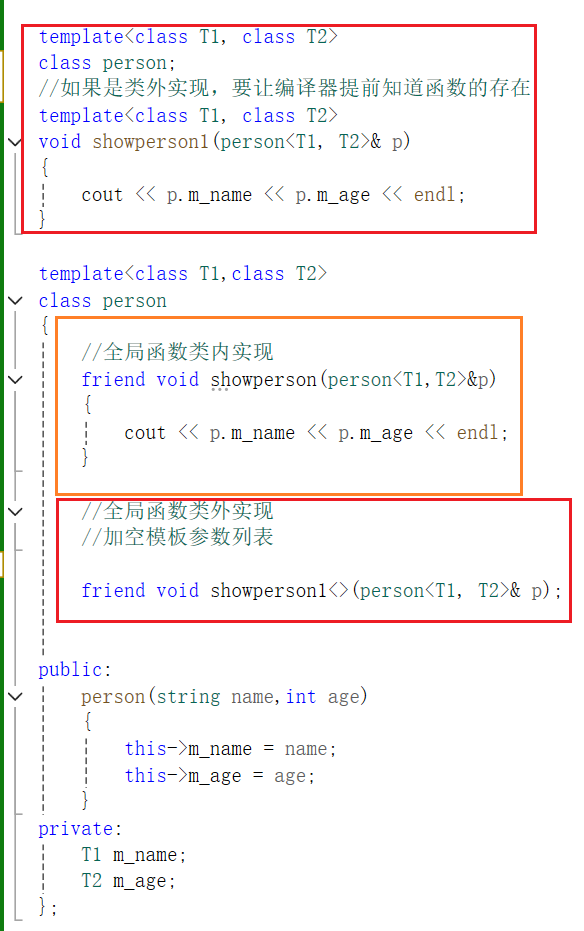 template<class T1, class T2>
class person;
//如果是类外实现，要让编译器提前知道函数的存在
template<class T1, class T2>
void showperson1(person<T1, T2>& p)
{
cout << p.m_name << p.m_age << endl;
}
template<class T1,class T2>
class person
{
//全局函数类内实现
friend void showperson(person<T1,T2>&p)
{
cout << p.m_name << p.m_age << endl;
}
//全局函数类外实现
//加空模板参数列表
friend void showperson1<>(person<T1, T2>& p);
public:
person(string name,int age)
{
this->m_name = name;
this->m_age = age;
}
private:
T1 m_name;
T2 m_age;
};